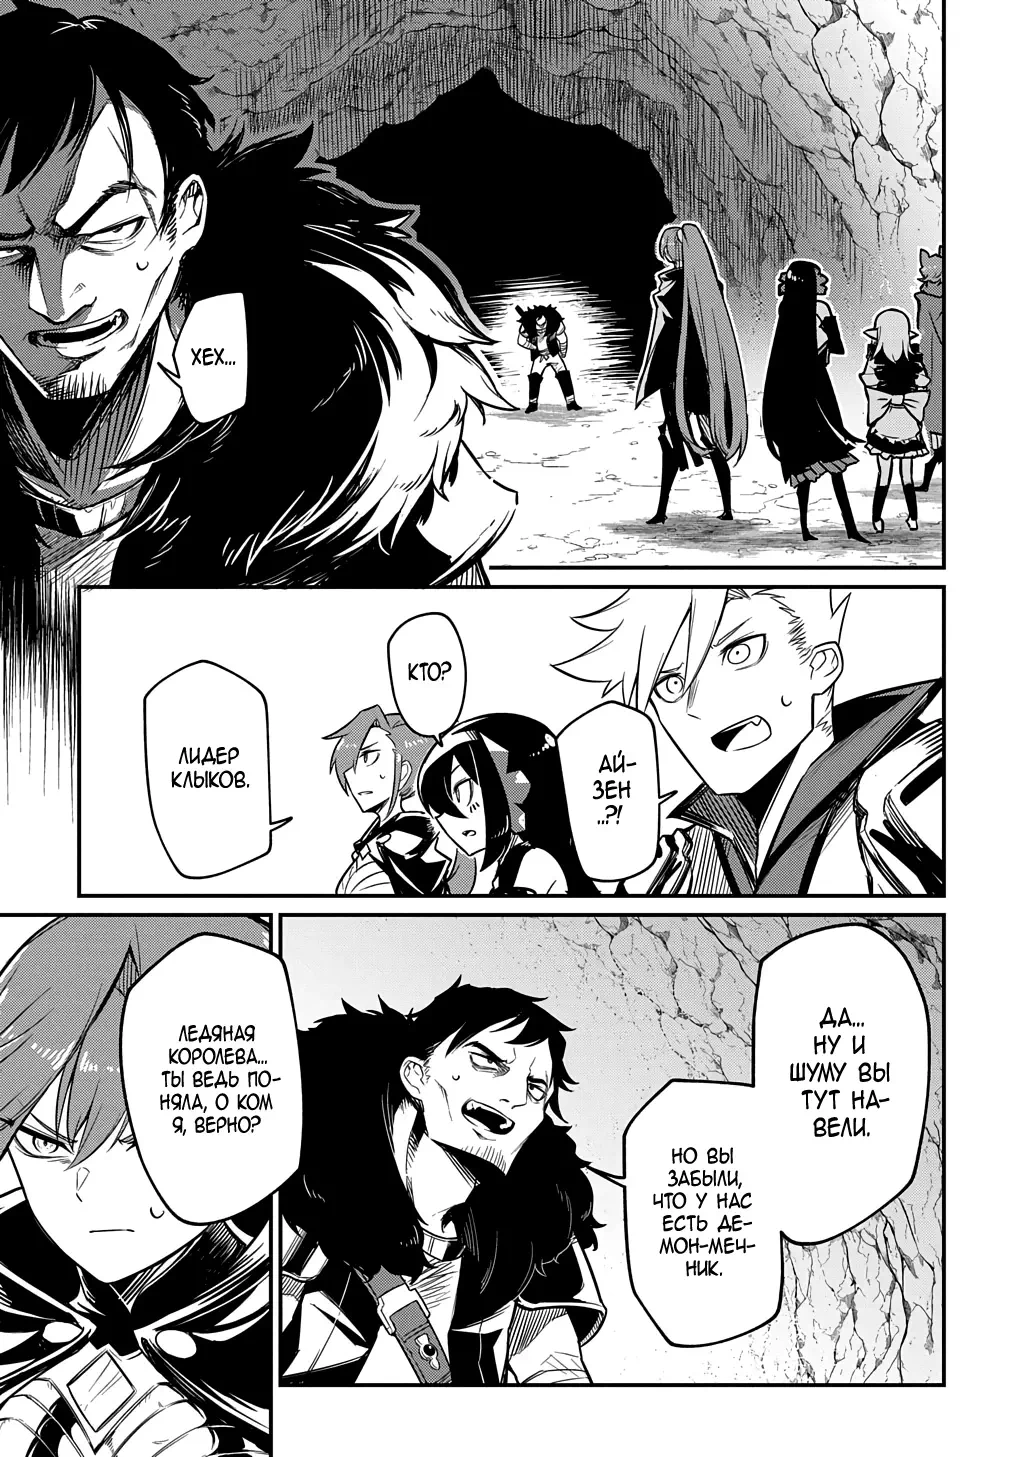 ХЕХ...
АЙ-
ЗЕН
...?!
КТО?
ЛИДЕР
КЛЫКОВ.
ДА...
НУ И
ШУМУ ВЫ
ТУТ НА-
ВЕЛИ.
НО ВЫ
ЗАБЫЛИ,
ЧТО У НАС
ЕСТЬ ДЕ-
МОН-МЕЧ-
НИК.
ЛЕДЯНАЯ
КОРОЛЕВА...
ТЫ ВЕДЬ ПО-
НЯЛА, О КОМ
Я, ВЕРНО?